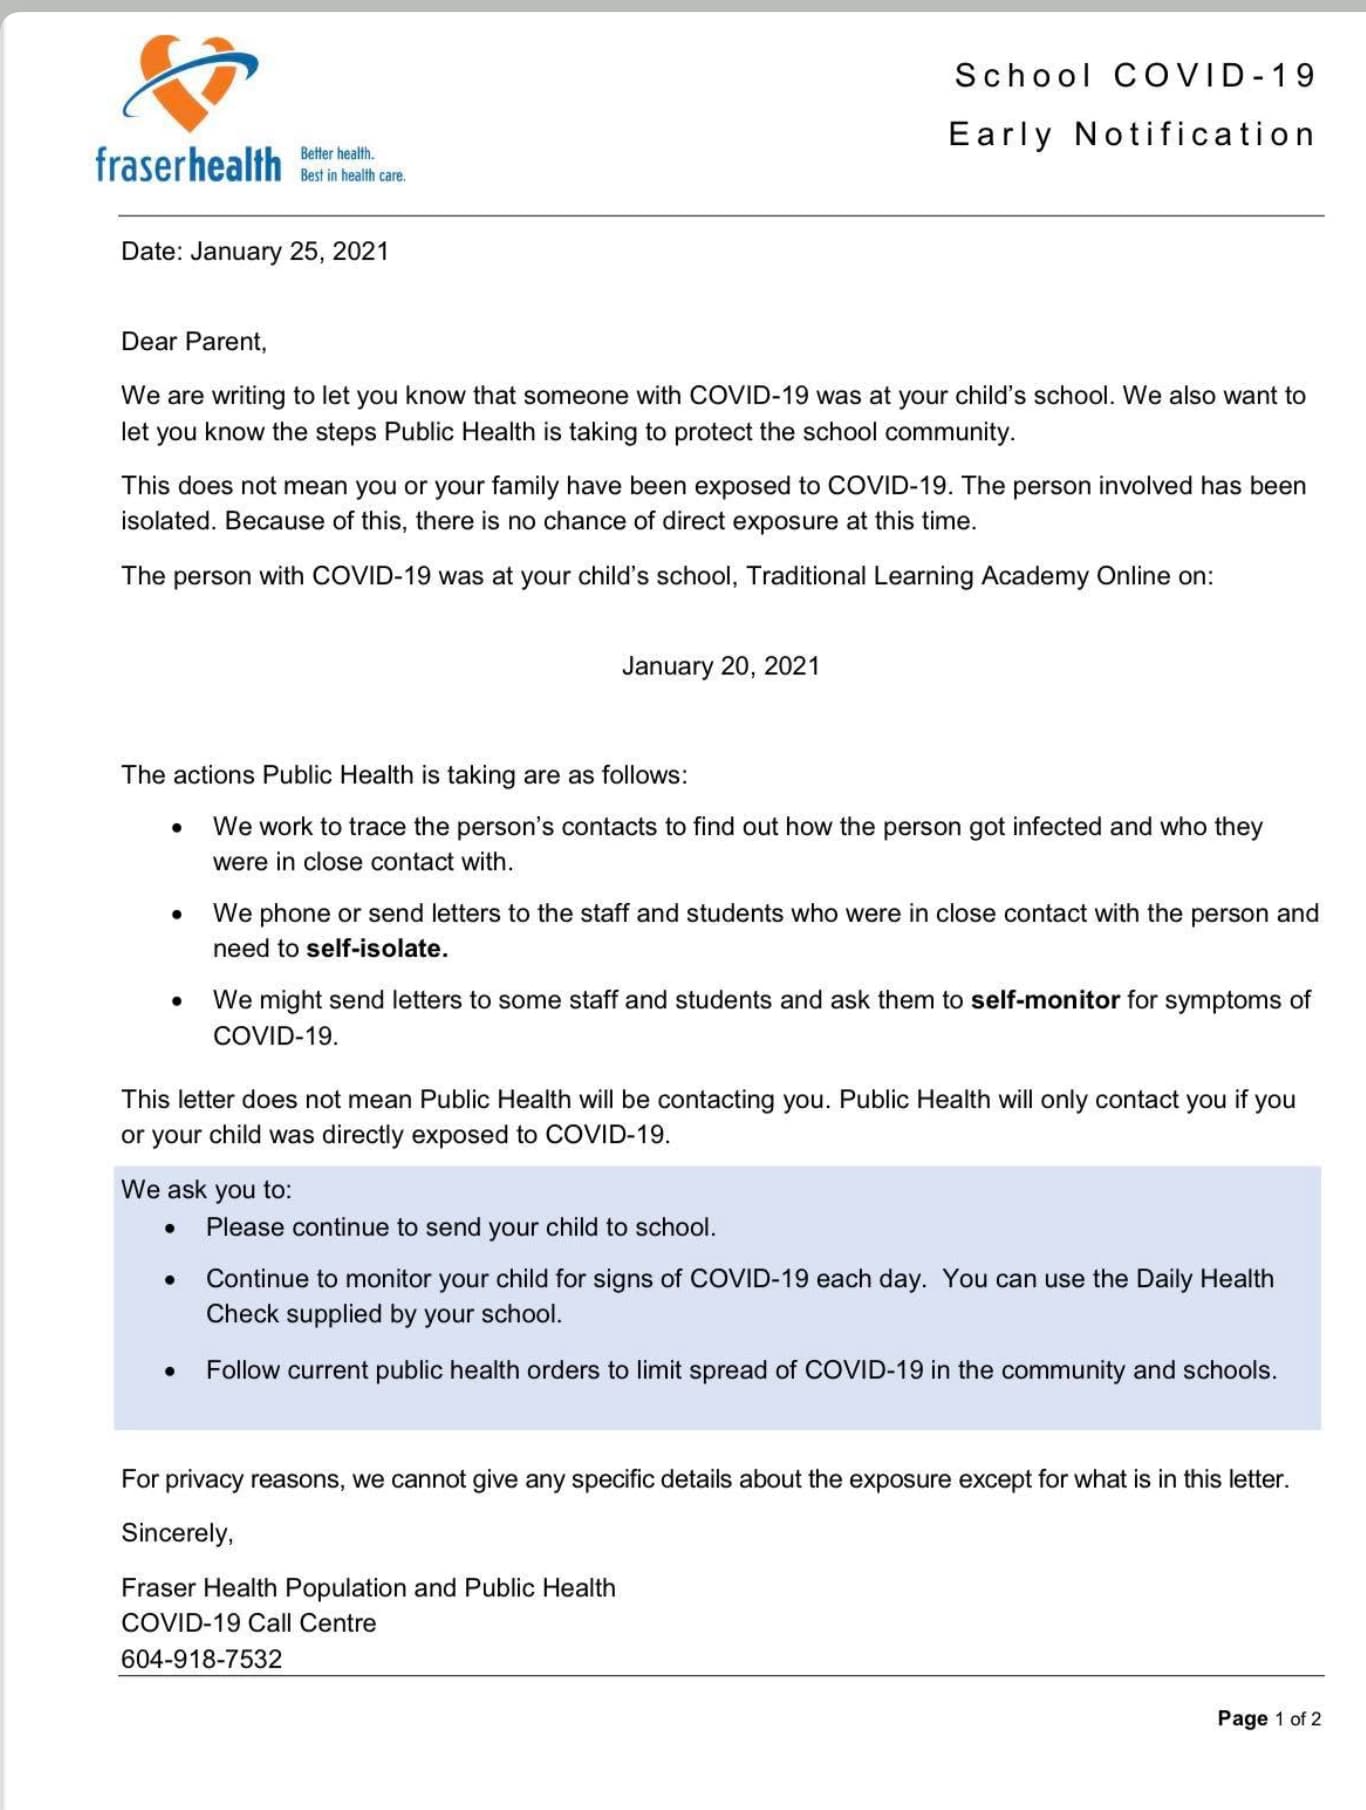 School COVID-19
Early Notification
fraserhealth
Better health.
Best in health care.
Date: January 25, 2021
Dear Parent,
We are writing to let you know that someone with COVID-19 was at your child’s school. We also want to
let you know the steps Public Health is taking to protect the school community.
This does not mean you or your family have been exposed to COVID-19. The person involved has been
isolated. Because of this, there is no chance of direct exposure at this time.
The person with COVID-19 was at your child’s school, Traditional Learning Academy Online on:
January 20, 2021
The actions Public Health is taking are as follows:
• We work to trace the person’s contacts to find out how the person got infected and who they
were in close contact with.
• We phone or send letters to the staff and students who were in close contact with the person and
need to self-isolate.
• We might send letters to some staff and students and ask them to self-monitor for symptoms of
COVID-19.
This letter does not mean Public Health will be contacting you. Public Health will only contact you if you
or your child was directly exposed to COVID-19.
We ask you to:
• Please continue to send your child to school.
• Continue to monitor your child for signs of COVID-19 each day. You can use the Daily Health
Check supplied by your school.
• Follow current public health orders to limit spread of COVID-19 in the community and schools.
For privacy reasons, we cannot give any specific details about the exposure except for what is in this letter.
Sincerely,
Fraser Health Population and Public Health
COVID-19 Call Centre
604-918-7532
Page 1 of 2